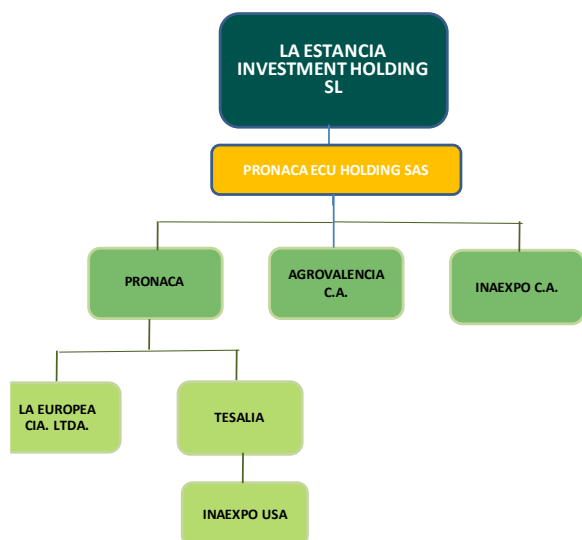 LA ESTANCIA
INVESTMENT HOLDING
SL
PRONACA ECU HOLDING SAS
PRONACA
AGROVALENCIA
C.A.
INAEXPO C.A.
LA EUROPEA
CIA. LTDA.
TESALIA
INAEXPO USA